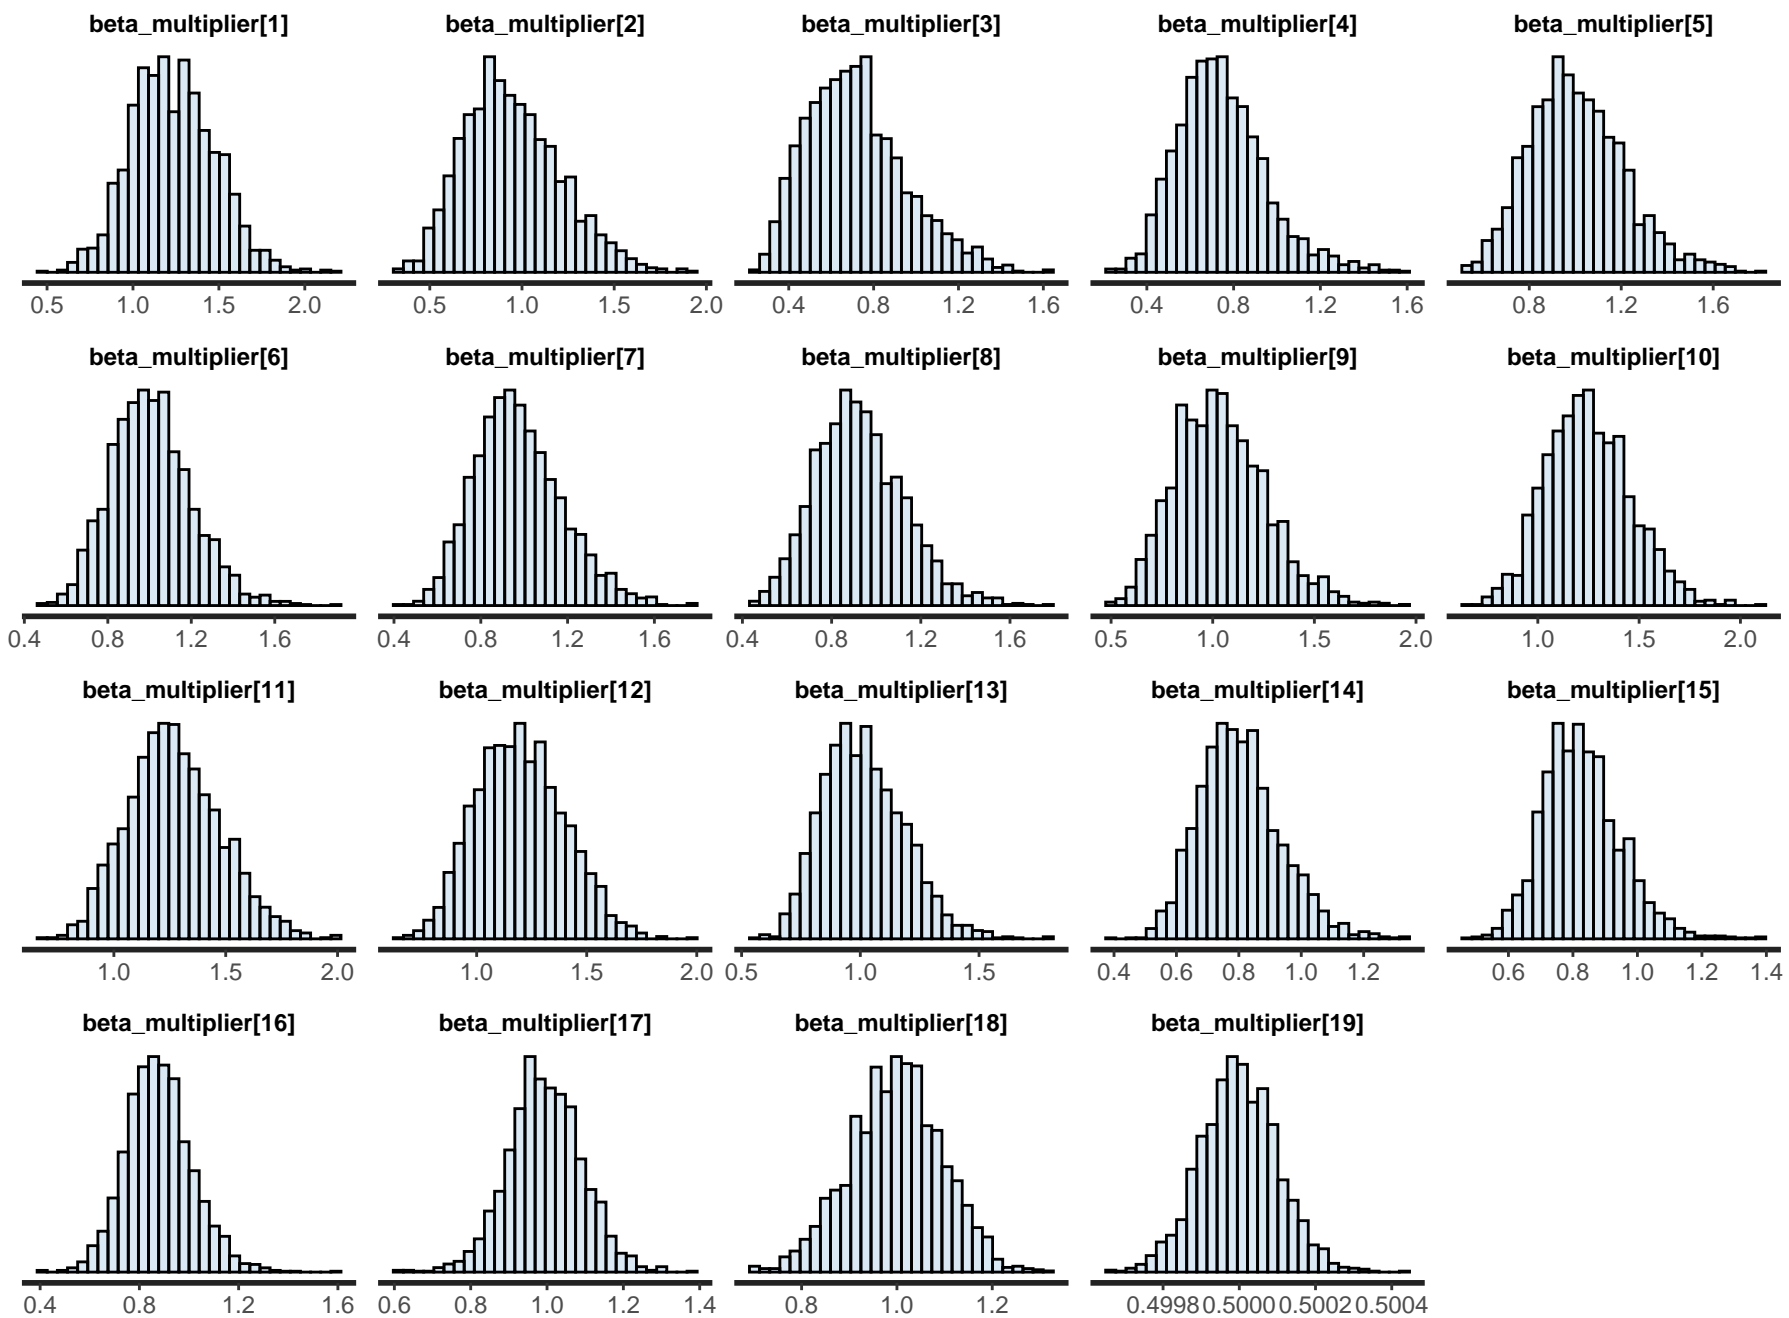 beta_multiplier[1] beta_multiplier[2] beta_multiplier[3] beta_multiplier[4] beta_multiplier[5]
0.5 1.0 1.5 2.0 0.5 1.0 1.5 2.0 0.4 0.8 1.2 1.6 0.4 0.8 1.2 1.6 0.8 1.2 1.6
beta_multiplier[6] beta_multiplier[7] beta_multiplier[8] beta_multiplier[9] beta_multiplier[10]
0.4 0.8 1.2 1.6 0.4 0.8 1.2 1.6 0.4 0.8 1.2 1.6 0.5 1.0 1.5 2.0 1.0 1.5 2.0
beta_multiplier[11] beta_multiplier[12] beta_multiplier[13] beta_multiplier[14] beta_multiplier[15]
1.0 1.5 2.0 1.0 1.5 2.0 0.5 1.0 1.5 0.4 0.6 0.8 1.0 1.2 0.6 0.8 1.0 1.2 1.4
beta_multiplier[16] beta_multiplier[17] beta_multiplier[18] beta_multiplier[19]
0.4 0.8 1.2 1.6 0.6 0.8 1.0 1.2 1.4 0.8 1.0 1.2 0.4998 0.5000 0.5002 0.5004